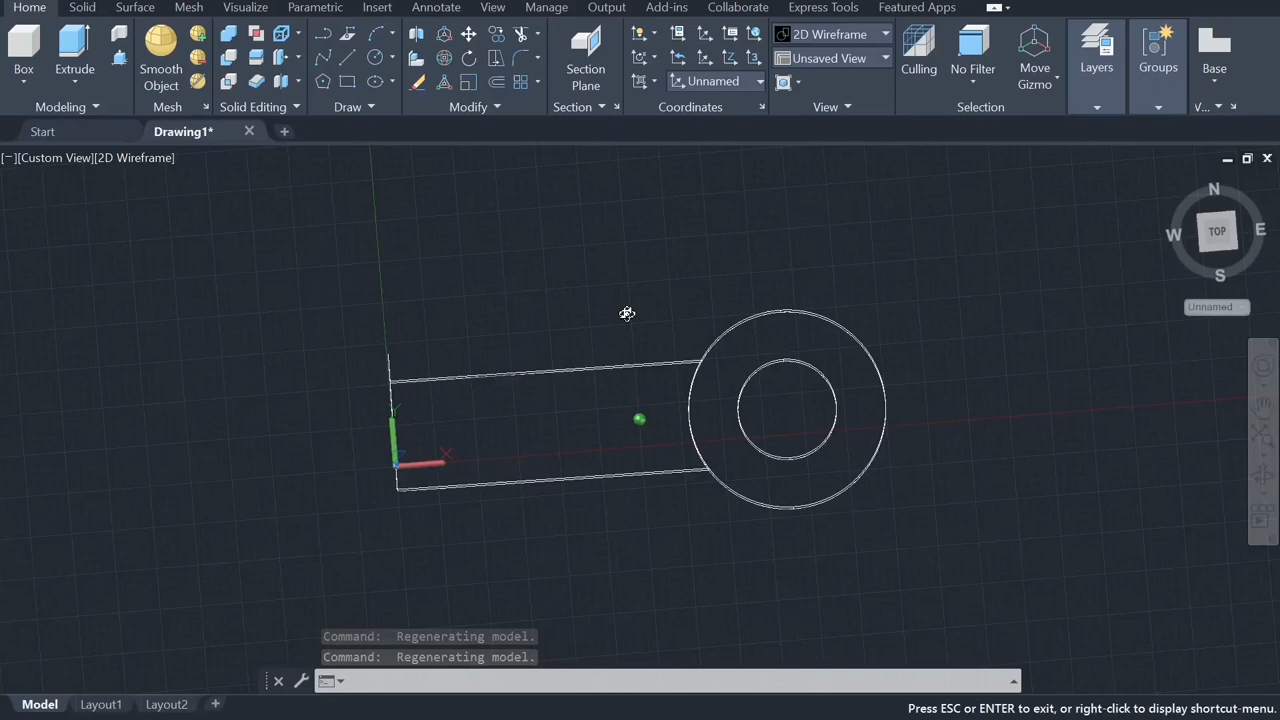 Home Solid Surface Mesh Visualize Parametric Insert Annotate View Manage Output Add-ins Collaborate Express Tools Featured Apps
2D Wireframe
Unsaved View
Box Extrude Smooth Object Section Plane Unnamed Culling No Filter Move Gizmo Layers Groups Base
Modeling Mesh Solid Editing Draw Modify Section Coordinates View Selection V...
Start Drawing1*
[−][Custom View][2D Wireframe]
N
W TOP E
S
Unnamed
Y
X
Z
Command: Regenerating model.
Command: Regenerating model.
Model Layout1 Layout2
Press ESC or ENTER to exit, or right-click to display shortcut-menu.